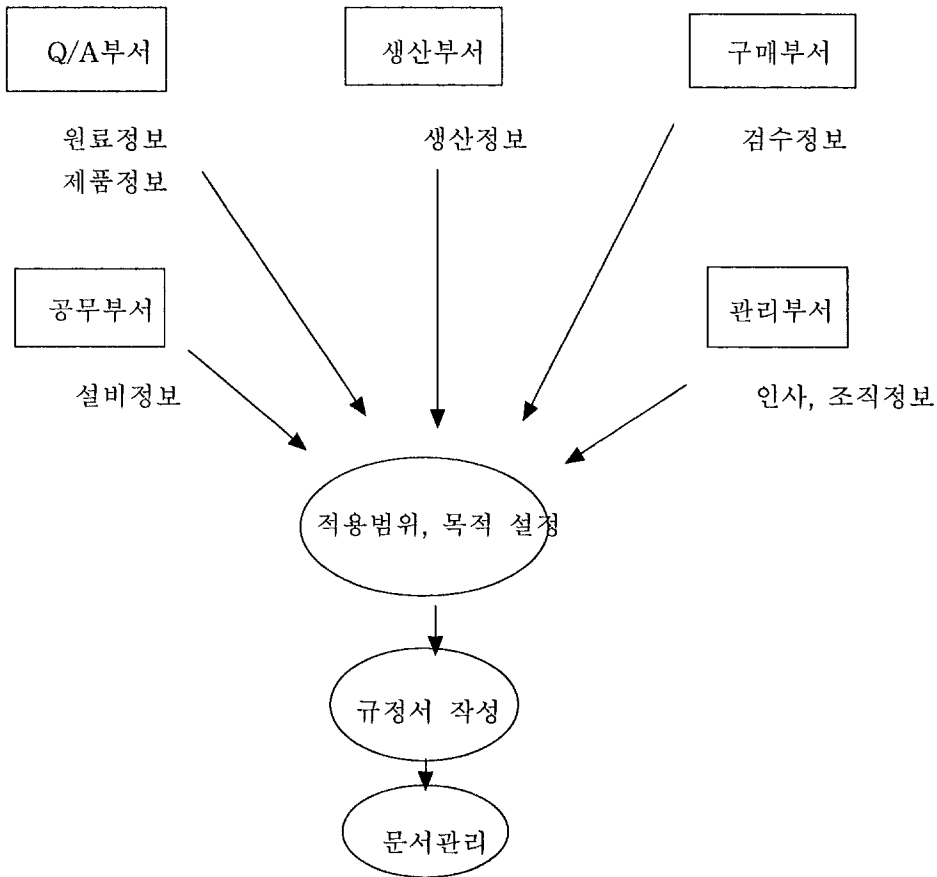 Q/A부서
생산부서
구매부서
원료정보
제품정보
생산정보
검수정보
공무부서
관리부서
설비정보
인사, 조직정보
적용범위, 목적 설정
규정서 작성
문서관리